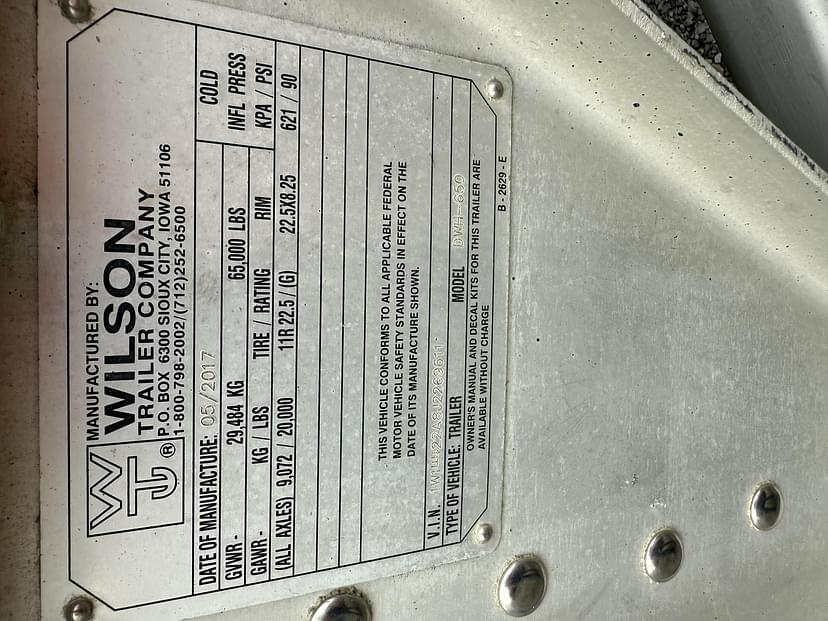 MANUFACTURED BY:
WILSON
TRAILER COMPANY
P.O. BOX 6300 SIOUX CITY, IOWA 51106
1-800-798-2002/(712)252-6500
WT ®
DATE OF MANUFACTURE: 05/2017
COLD
GVWR - 29,484 KG 65,000 LBS INFL PRESS
GAWR - KG / LBS TIRE / RATING RIM KPA / PSI
(ALL AXLES) 9,072 / 20,000 11R 22.5 / (G) 22.5X8.25 621 / 90
THIS VEHICLE CONFORMS TO ALL APPLICABLE FEDERAL
MOTOR VEHICLE SAFETY STANDARDS IN EFFECT ON THE
DATE OF ITS MANUFACTURE SHOWN.
V.I.N.
TYPE OF VEHICLE: TRAILER MODEL DWH-650
OWNER'S MANUAL AND DECAL KITS FOR THIS TRAILER ARE
AVAILABLE WITHOUT CHARGE
B - 2629 - E